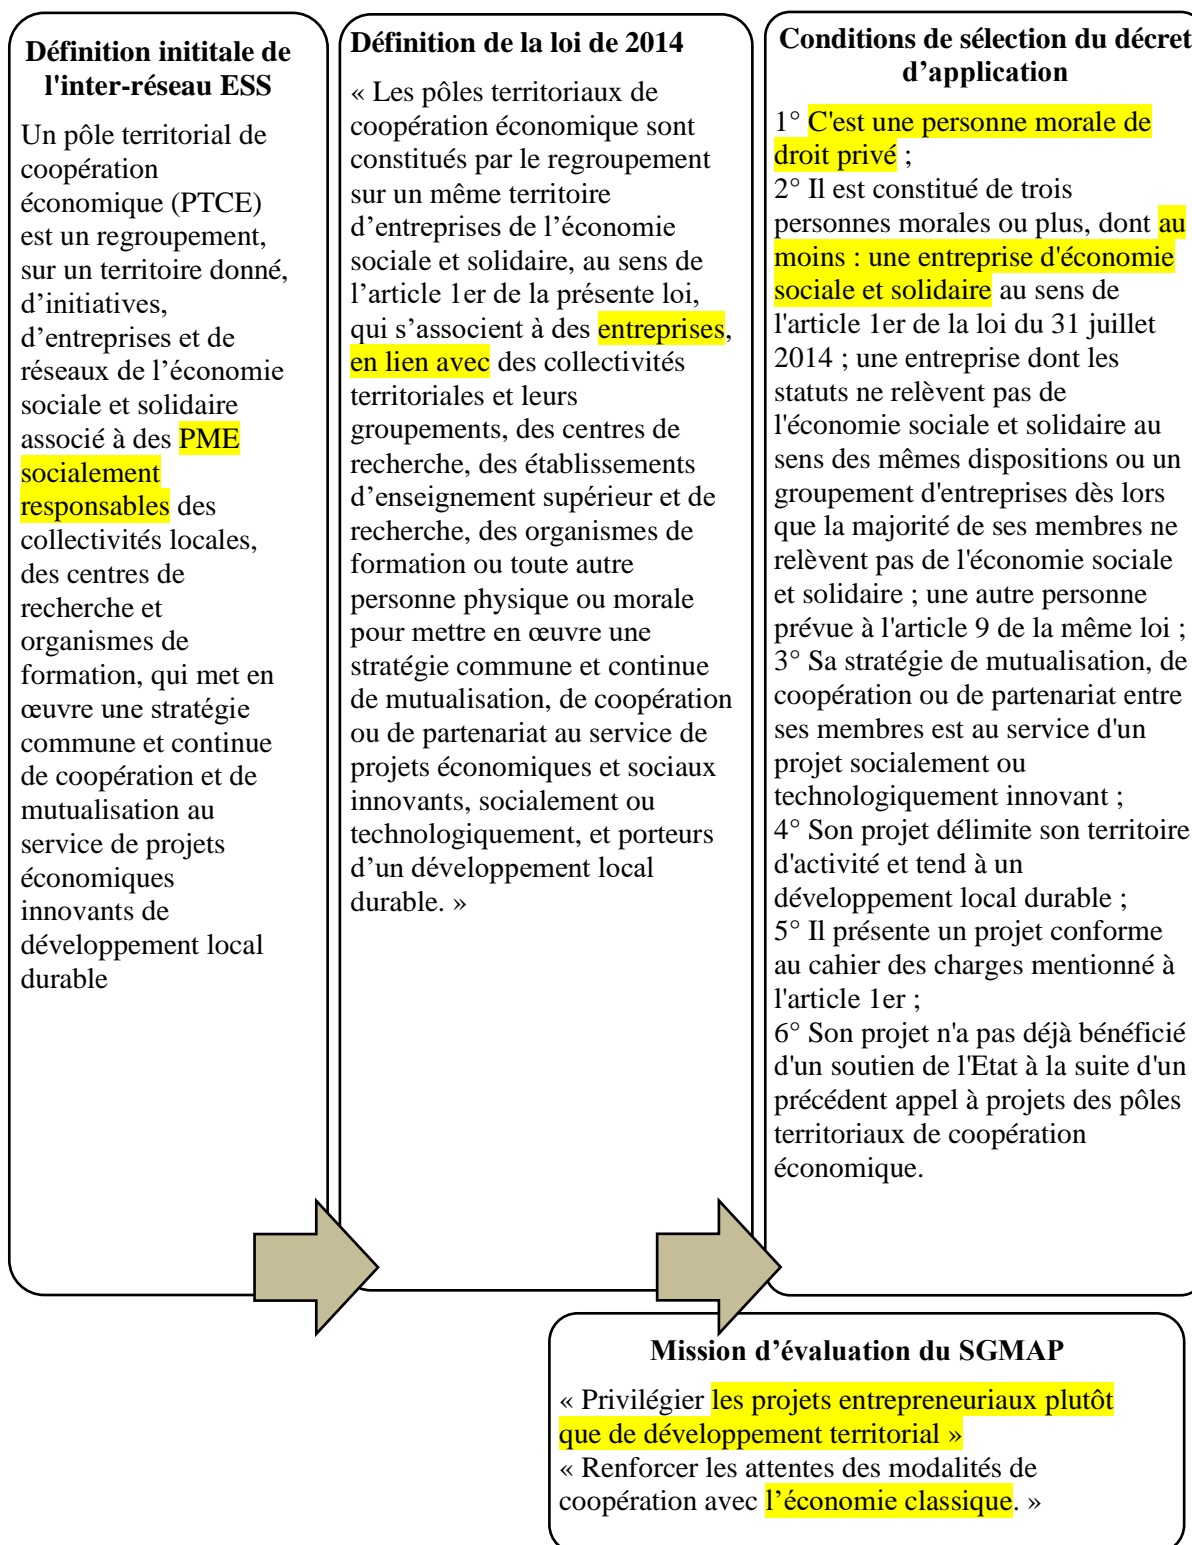 Définition inititale de
l'inter-réseau ESS
Un pôle territorial de
coopération
économique (PTCE)
est un regroupement,
sur un territoire donné,
d’initiatives,
d’entreprises et de
réseaux de l’économie
sociale et solidaire
associé à des PME
socialement
responsables des
collectivités locales,
des centres de
recherche et
organismes de
formation, qui met en
œuvre une stratégie
commune et continue
de coopération et de
mutualisation au
service de projets
économiques
innovants de
développement local
durable
Définition de la loi de 2014
« Les pôles territoriaux de
coopération économique sont
constitués par le regroupement
sur un même territoire
d’entreprises de l’économie
sociale et solidaire, au sens de
l’article 1er de la présente loi,
qui s’associent à des entreprises,
en lien avec des collectivités
territoriales et leurs
groupements, des centres de
recherche, des établissements
d’enseignement supérieur et de
recherche, des organismes de
formation ou toute autre
personne physique ou morale
pour mettre en œuvre une
stratégie commune et continue
de mutualisation, de coopération
ou de partenariat au service de
projets économiques et sociaux
innovants, socialement ou
technologiquement, et porteurs
d’un développement local
durable. »
Conditions de sélection du décret
d’application
1° C'est une personne morale de
droit privé ;
2° Il est constitué de trois
personnes morales ou plus, dont au
moins : une entreprise d'économie
sociale et solidaire au sens de
l'article 1er de la loi du 31 juillet
2014 ; une entreprise dont les
statuts ne relèvent pas de
l'économie sociale et solidaire au
sens des mêmes dispositions ou un
groupement d'entreprises dès lors
que la majorité de ses membres ne
relèvent pas de l'économie sociale
et solidaire ; une autre personne
prévue à l'article 9 de la même loi ;
3° Sa stratégie de mutualisation, de
coopération ou de partenariat entre
ses membres est au service d'un
projet socialement ou
technologiquement innovant ;
4° Son projet délimite son territoire
d'activité et tend à un
développement local durable ;
5° Il présente un projet conforme
au cahier des charges mentionné à
l'article 1er ;
6° Son projet n'a pas déjà bénéficié
d'un soutien de l'Etat à la suite d'un
précédent appel à projets des pôles
territoriaux de coopération
économique.
Mission d’évaluation du SGMAP
« Privilégier les projets entrepreneuriaux plutôt
que de développement territorial »
« Renforcer les attentes des modalités de
coopération avec l’économie classique. »